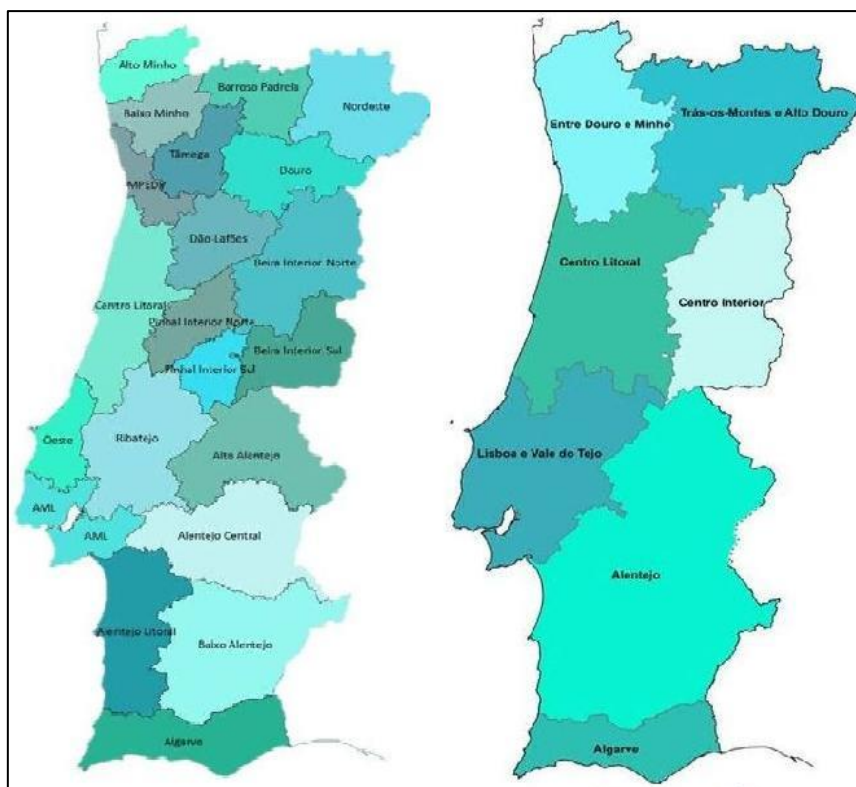 Alto Minho
Barroso Padrela
Nordeste
Baixo Minho
Tâmega
Douro
Dão-Lafões
Beira Interior Norte
Centro Litoral
Pinhal Interior Norte
Beira Interior Sul
Pinhal Interior Sul
Oeste
Ribatejo
Alto Alentejo
AML
AML
Alentejo Central
Alentejo Litoral
Baixo Alentejo
Algarve
Entre Douro e Minho
Trás-os-Montes e Alto Douro
Centro Litoral
Centro Interior
Lisboa e Vale do Tejo
Alentejo
Algarve